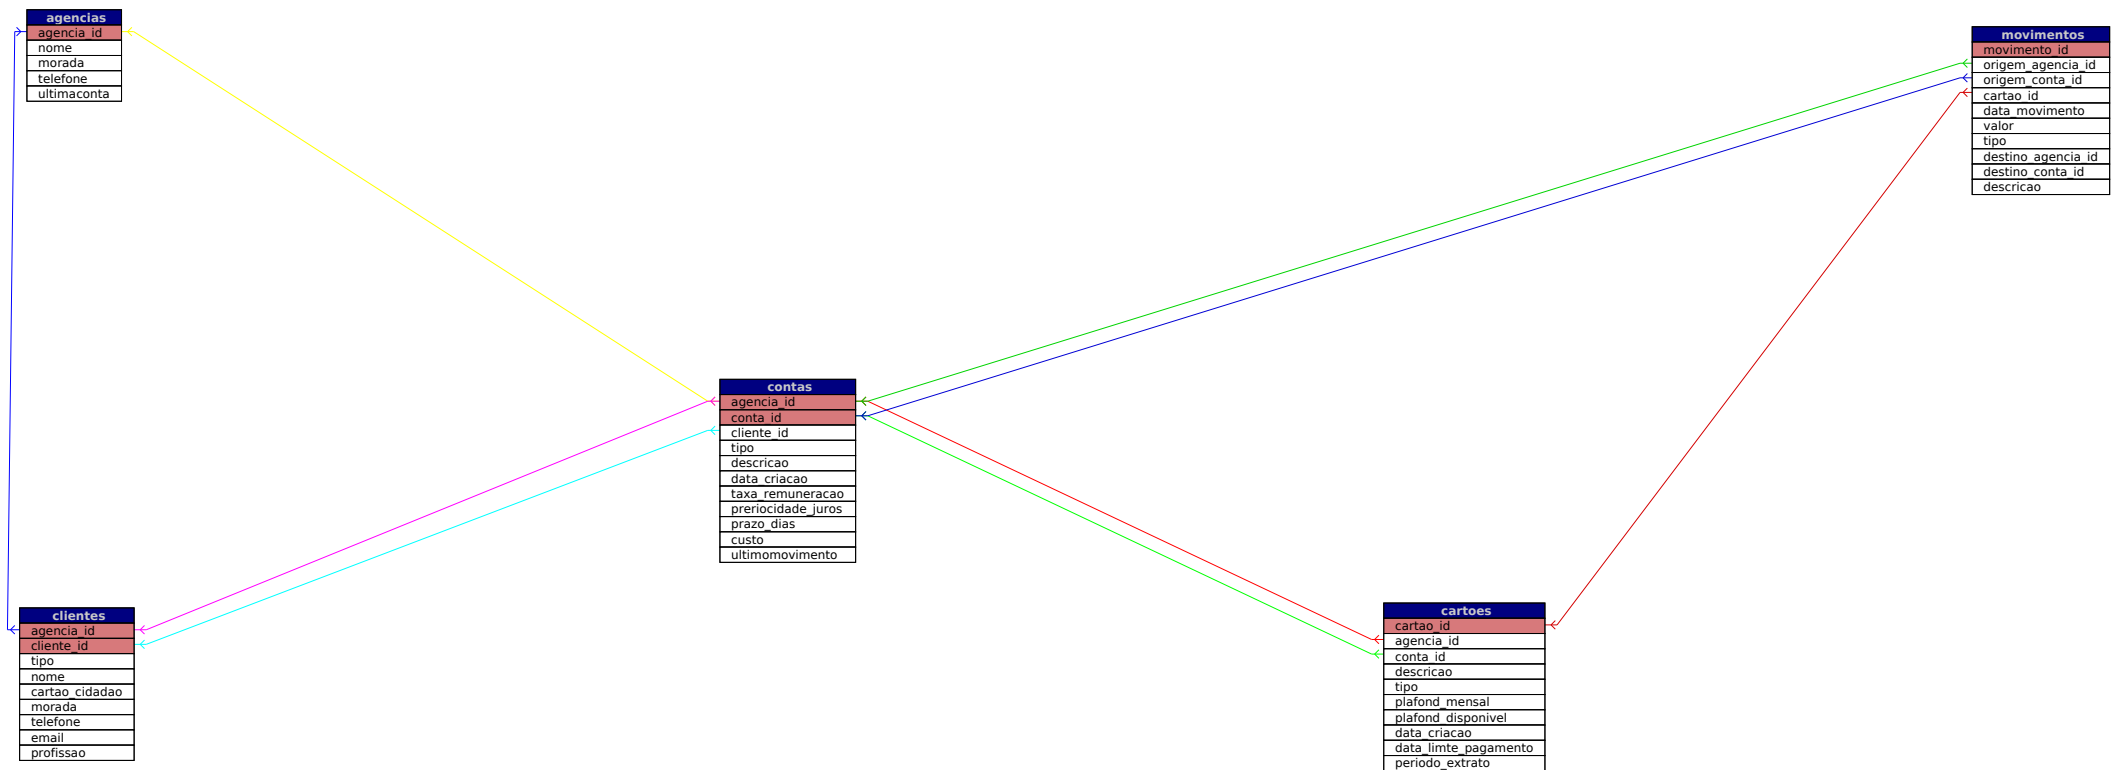 agencias
agencia_id
nome
morada
telefone
ultimaconta
movimentos
movimento_id
origem_agencia_id
origem_conta_id
cartao_id
data_movimento
valor
tipo
destino_agencia_id
destino_conta_id
descricao
contas
agencia_id
conta_id
cliente_id
tipo
descricao
data_criacao
taxa_remuneracao
preriocidade_juros
prazo_dias
custo
ultimomovimento
clientes
agencia_id
cliente_id
tipo
nome
cartao_cidadao
morada
telefone
email
profissao
cartoes
cartao_id
agencia_id
conta_id
descricao
tipo
plafond_mensal
plafond_disponivel
data_criacao
data_limte_pagamento
periodo_extrato